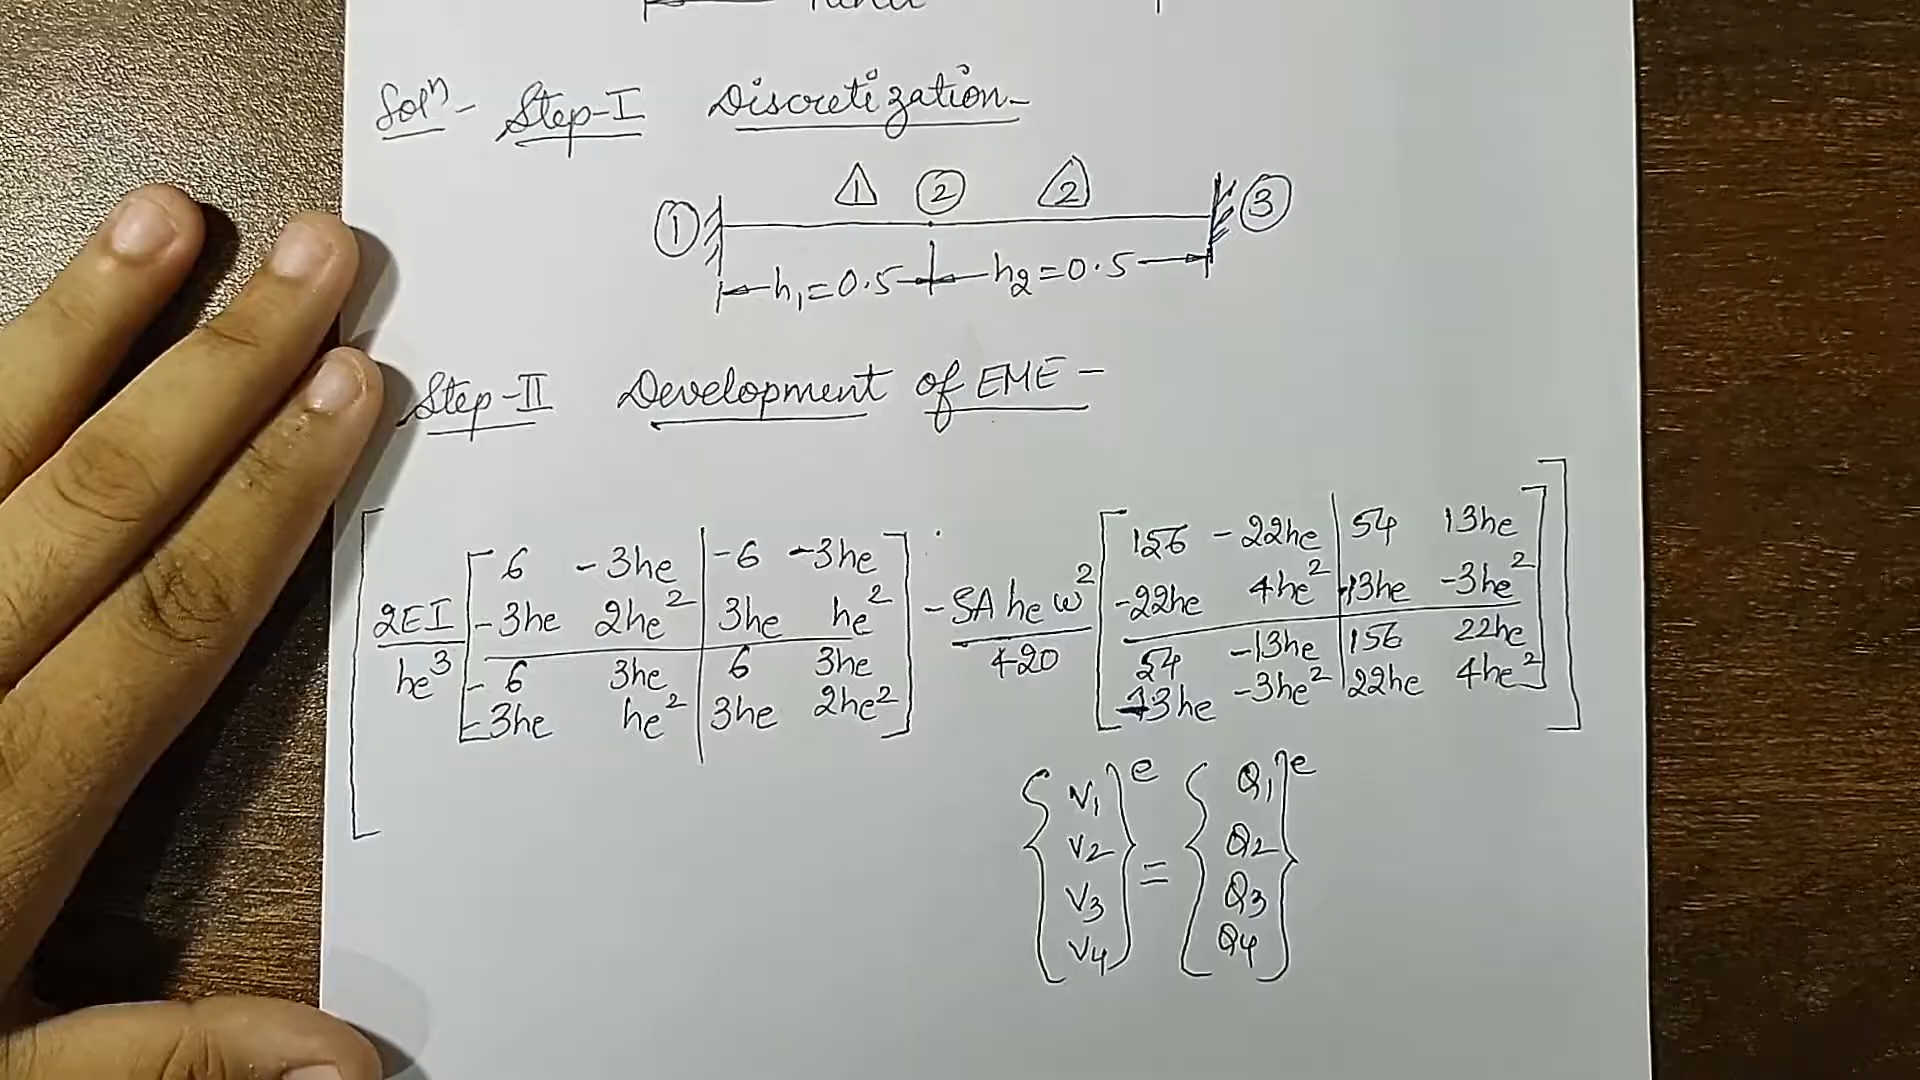 Solⁿ- Step-I Discretization-
1 1 2 2 3
h₁=0.5 h₂=0.5
Step-II Development of EME-
2EI/he³ [6 -3he -6 -3he
-3he 2he² 3he he²
-6 3he 6 3he
-3he he² 3he 2he²]
- SAheω²/420 [156 -22he 54 13he
-22he 4he² -13he -3he²
54 -13he 156 22he
13he -3he² 22he 4he²]
{V₁ V₂ V₃ V₄}ᵉ = {Q₁ Q₂ Q₃ Q₄}ᵉ